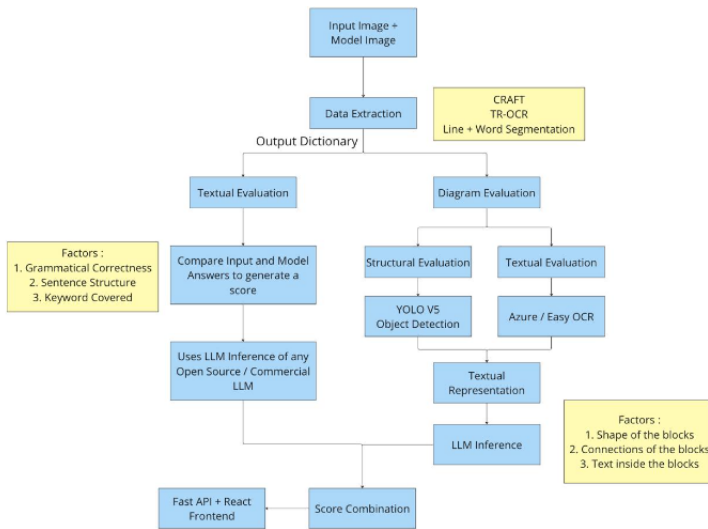 Input Image +
Model Image
Data Extraction
CRAFT
TR-OCR
Line + Word Segmentation
Output Dictionary
Textual Evaluation
Diagram Evaluation
Factors :
1. Grammatical Correctness
2. Sentence Structure
3. Keyword Covered
Compare Input and Model
Answers to generate a
score
Structural Evaluation
Textual Evaluation
YOLO V5
Object Detection
Azure / Easy OCR
Uses LLM Inference of any
Open Source / Commercial
LLM
Textual
Representation
Factors :
1. Shape of the blocks
2. Connections of the blocks
3. Text inside the blocks
LLM Inference
Fast API + React
Frontend
Score Combination